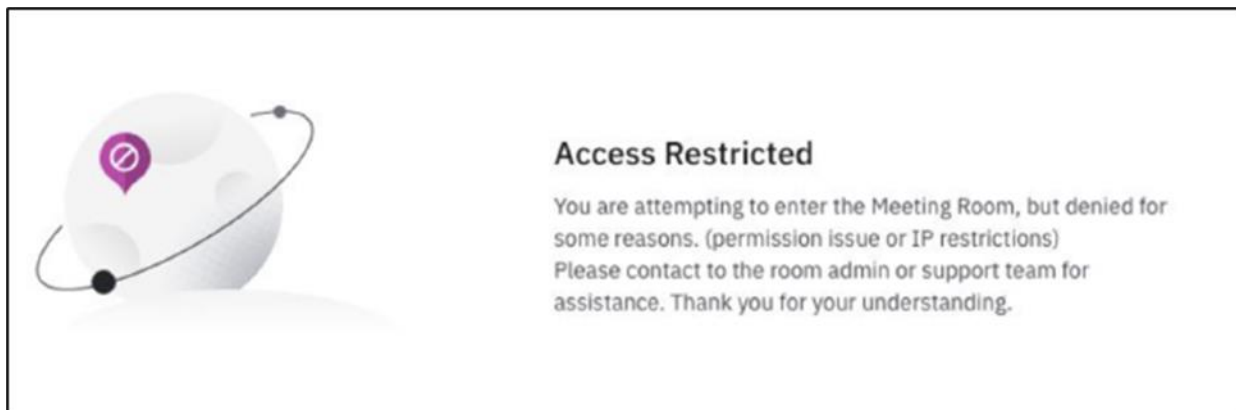 Access Restricted
You are attempting to enter the Meeting Room, but denied for
some reasons. (permission issue or IP restrictions)
Please contact to the room admin or support team for
assistance. Thank you for your understanding.